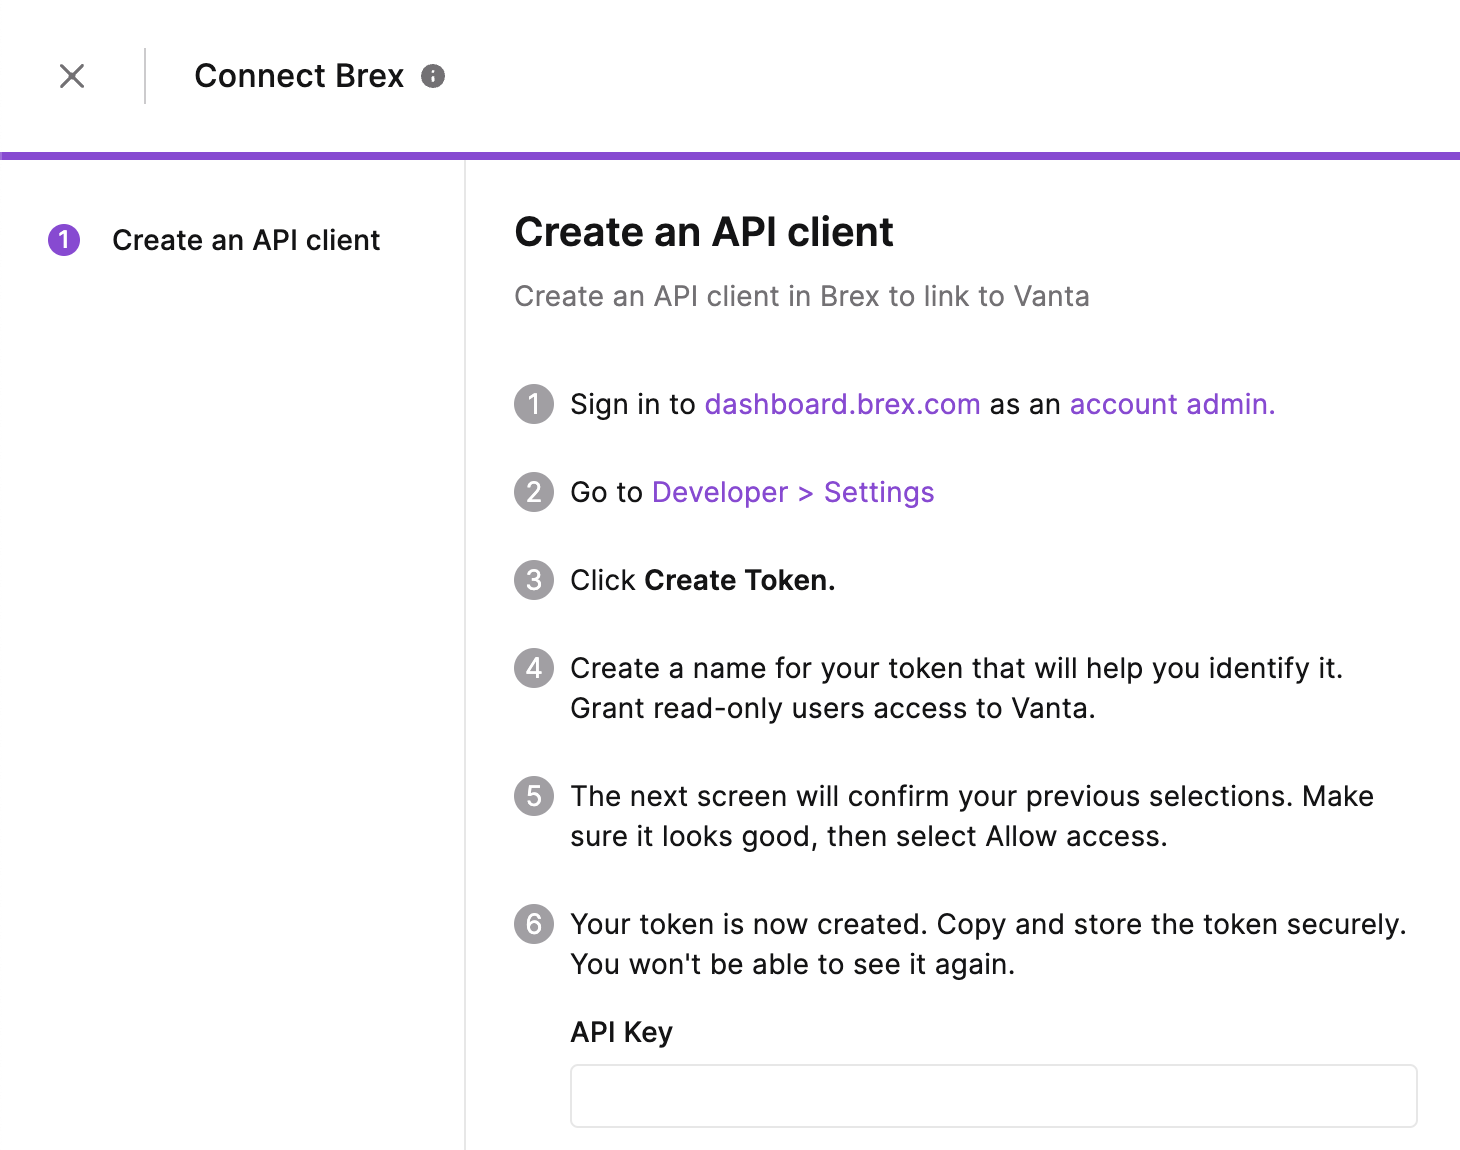 Connect Brex
1 Create an API client
Create an API client
Create an API client in Brex to link to Vanta
1 Sign in to dashboard.brex.com as an account admin.
2 Go to Developer > Settings
3 Click Create Token.
4 Create a name for your token that will help you identify it.
Grant read-only users access to Vanta.
5 The next screen will confirm your previous selections. Make
sure it looks good, then select Allow access.
6 Your token is now created. Copy and store the token securely.
You won't be able to see it again.
API Key